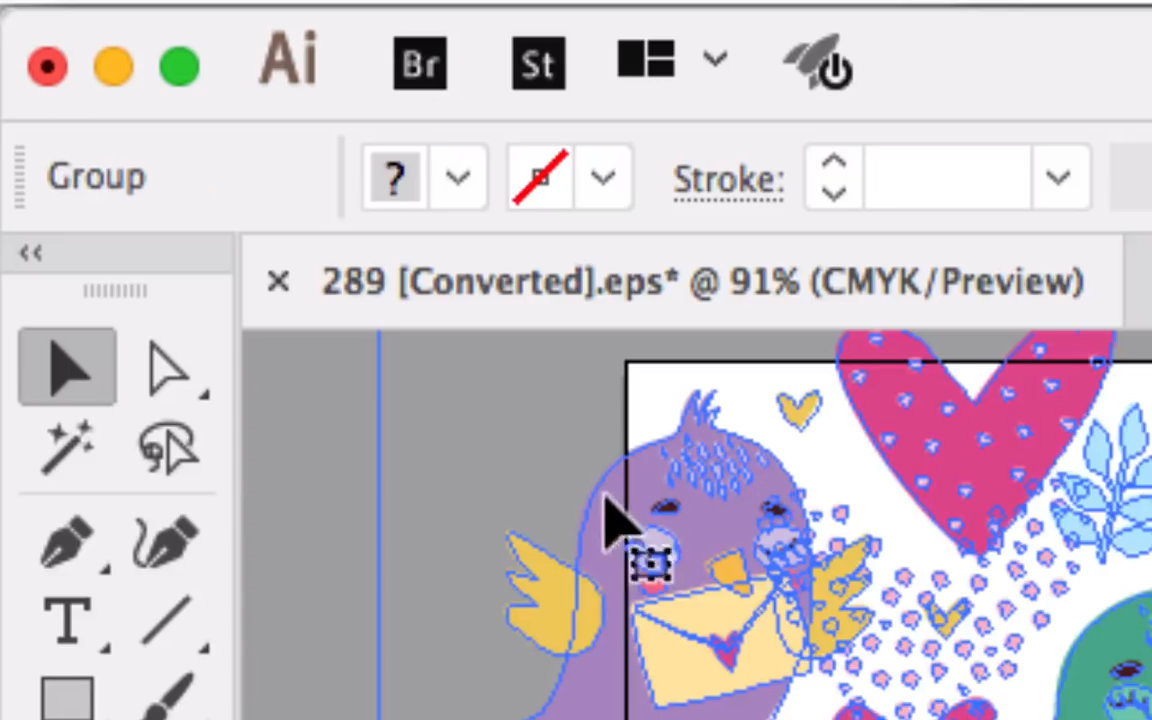 Ai Br St
Group ? Stroke:
× 289 [Converted].eps* @ 91% (CMYK/Preview)
T